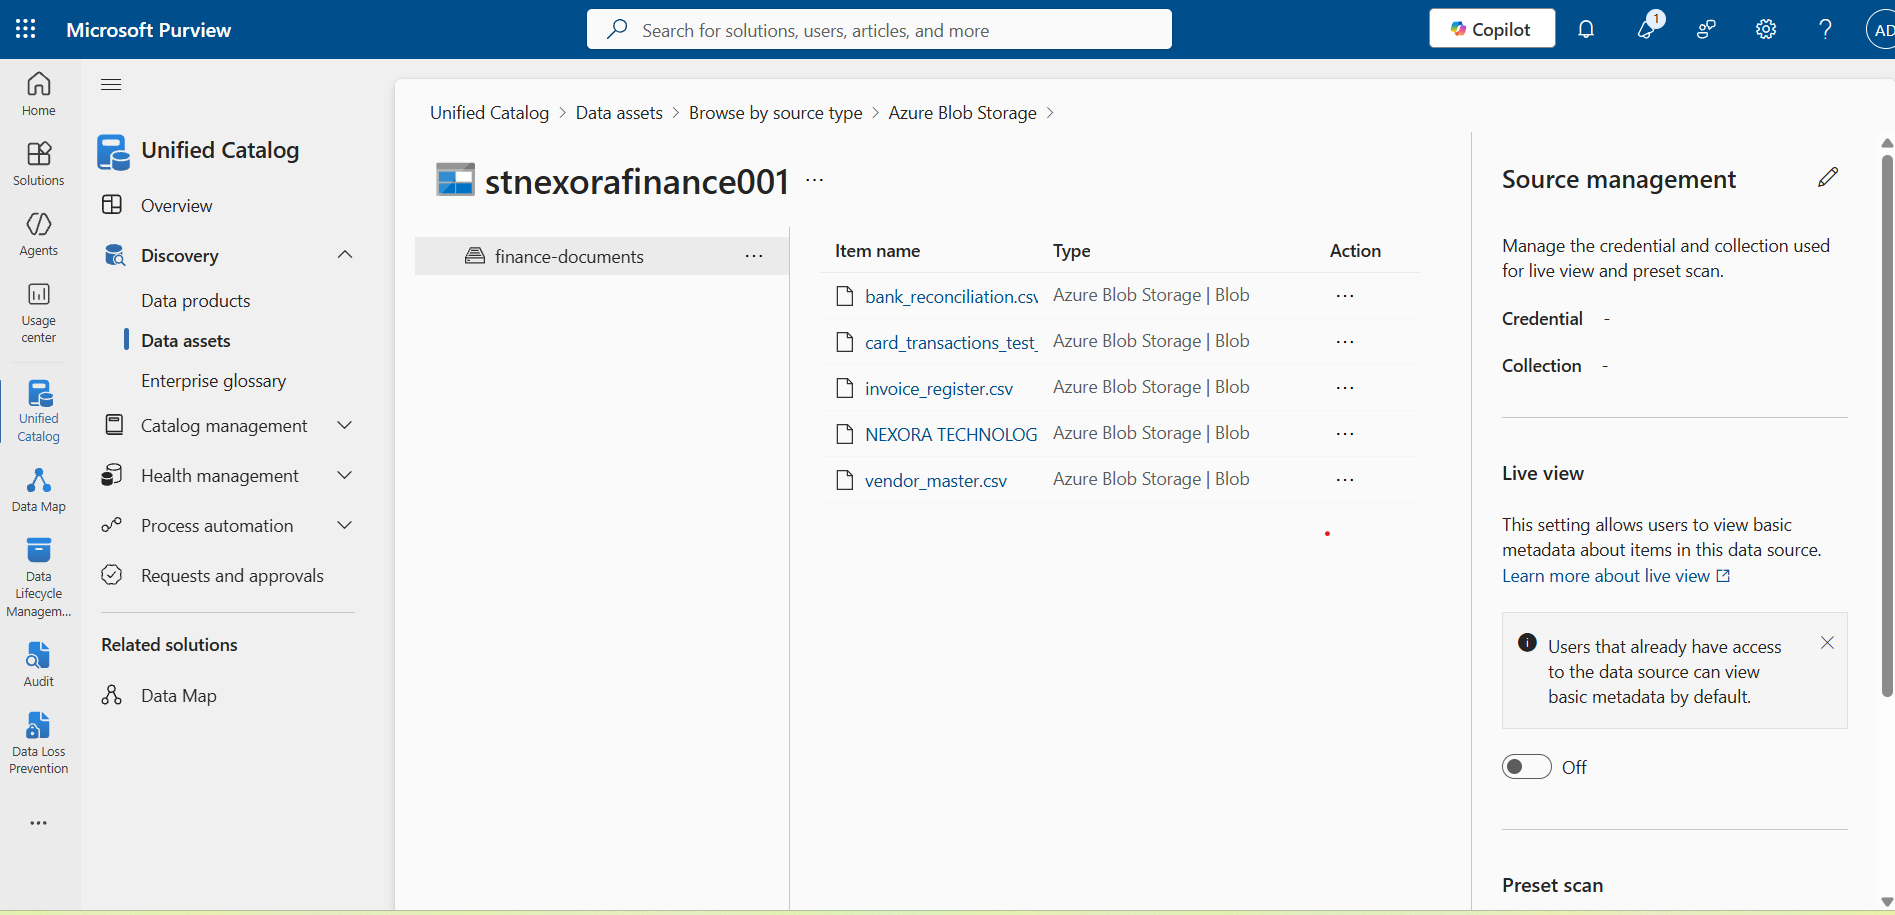 Microsoft Purview
Search for solutions, users, articles, and more
Copilot
1
AD
Home
Solutions
Agents
Usage
center
Unified
Catalog
Data Map
Data
Lifecycle
Managem...
Audit
Data Loss
Prevention
Unified Catalog
Overview
Discovery
Data products
Data assets
Enterprise glossary
Catalog management
Health management
Process automation
Requests and approvals
Related solutions
Data Map
Unified Catalog > Data assets > Browse by source type > Azure Blob Storage >
stnexorafinance001 ...
finance-documents ...
Item name Type Action
bank_reconciliation.csv Azure Blob Storage | Blob ...
card_transactions_test_ Azure Blob Storage | Blob ...
invoice_register.csv Azure Blob Storage | Blob ...
NEXORA TECHNOLOG Azure Blob Storage | Blob ...
vendor_master.csv Azure Blob Storage | Blob ...
Source management
Manage the credential and collection used
for live view and preset scan.
Credential -
Collection -
Live view
This setting allows users to view basic
metadata about items in this data source.
Learn more about live view
Users that already have access
to the data source can view
basic metadata by default.
Off
Preset scan